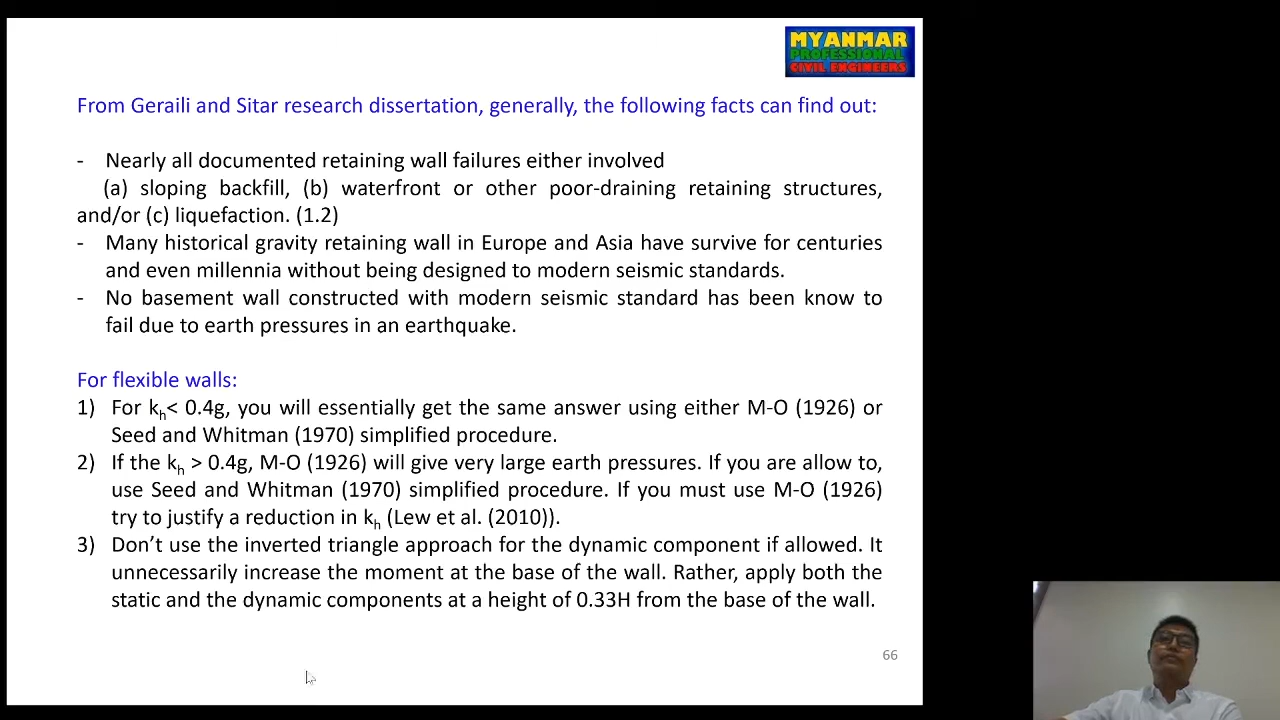 MYANMAR
PROFESSIONAL
CIVIL ENGINEERS
From Geraili and Sitar research dissertation, generally, the following facts can find out:
- Nearly all documented retaining wall failures either involved
(a) sloping backfill, (b) waterfront or other poor-draining retaining structures,
and/or (c) liquefaction. (1.2)
- Many historical gravity retaining wall in Europe and Asia have survive for centuries
and even millennia without being designed to modern seismic standards.
- No basement wall constructed with modern seismic standard has been know to
fail due to earth pressures in an earthquake.
For flexible walls:
1) For kh< 0.4g, you will essentially get the same answer using either M-O (1926) or
Seed and Whitman (1970) simplified procedure.
2) If the kh > 0.4g, M-O (1926) will give very large earth pressures. If you are allow to,
use Seed and Whitman (1970) simplified procedure. If you must use M-O (1926)
try to justify a reduction in kh (Lew et al. (2010)).
3) Don’t use the inverted triangle approach for the dynamic component if allowed. It
unnecessarily increase the moment at the base of the wall. Rather, apply both the
static and the dynamic components at a height of 0.33H from the base of the wall.
66